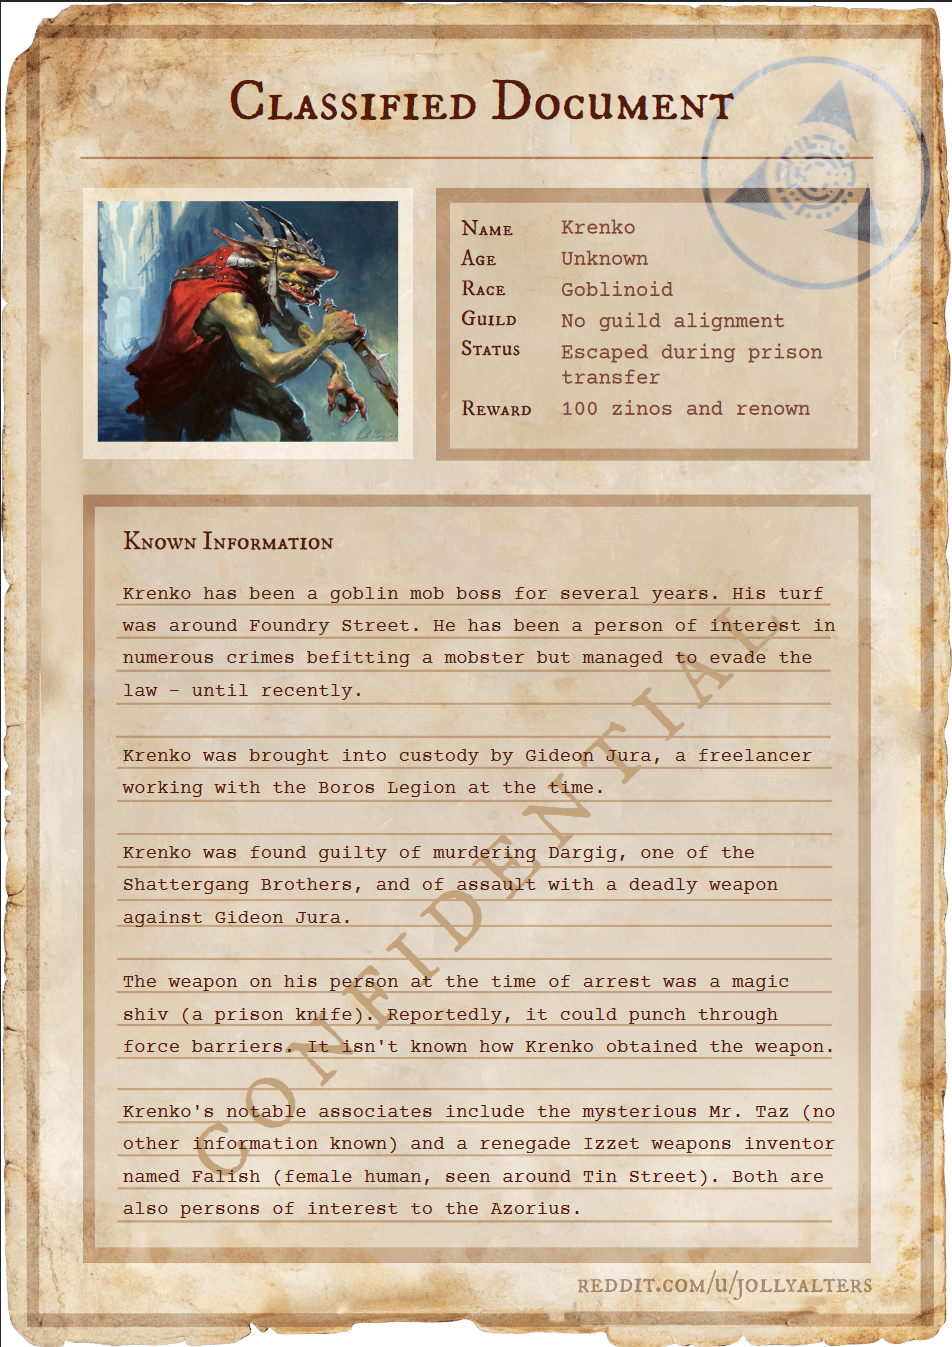 Classified Document
Name Krenko
Age Unknown
Race Goblinoid
Guild No guild alignment
Status Escaped during prison
transfer
Reward 100 zinos and renown
Known Information
Krenko has been a goblin mob boss for several years. His turf
was around Foundry Street. He has been a person of interest in
numerous crimes befitting a mobster but managed to evade the
law - until recently.
Krenko was brought into custody by Gideon Jura, a freelancer
working with the Boros Legion at the time.
Krenko was found guilty of murdering Dargig, one of the
Shattergang Brothers, and of assault with a deadly weapon
against Gideon Jura.
The weapon on his person at the time of arrest was a magic
shiv (a prison knife). Reportedly, it could punch through
force barriers. It isn't known how Krenko obtained the weapon.
Krenko's notable associates include the mysterious Mr. Taz (no
other information known) and a renegade Izzet weapons inventor
named Falish (female human, seen around Tin Street). Both are
also persons of interest to the Azorius.
CONFIDENTIAL
reddit.com/u/jollyalters